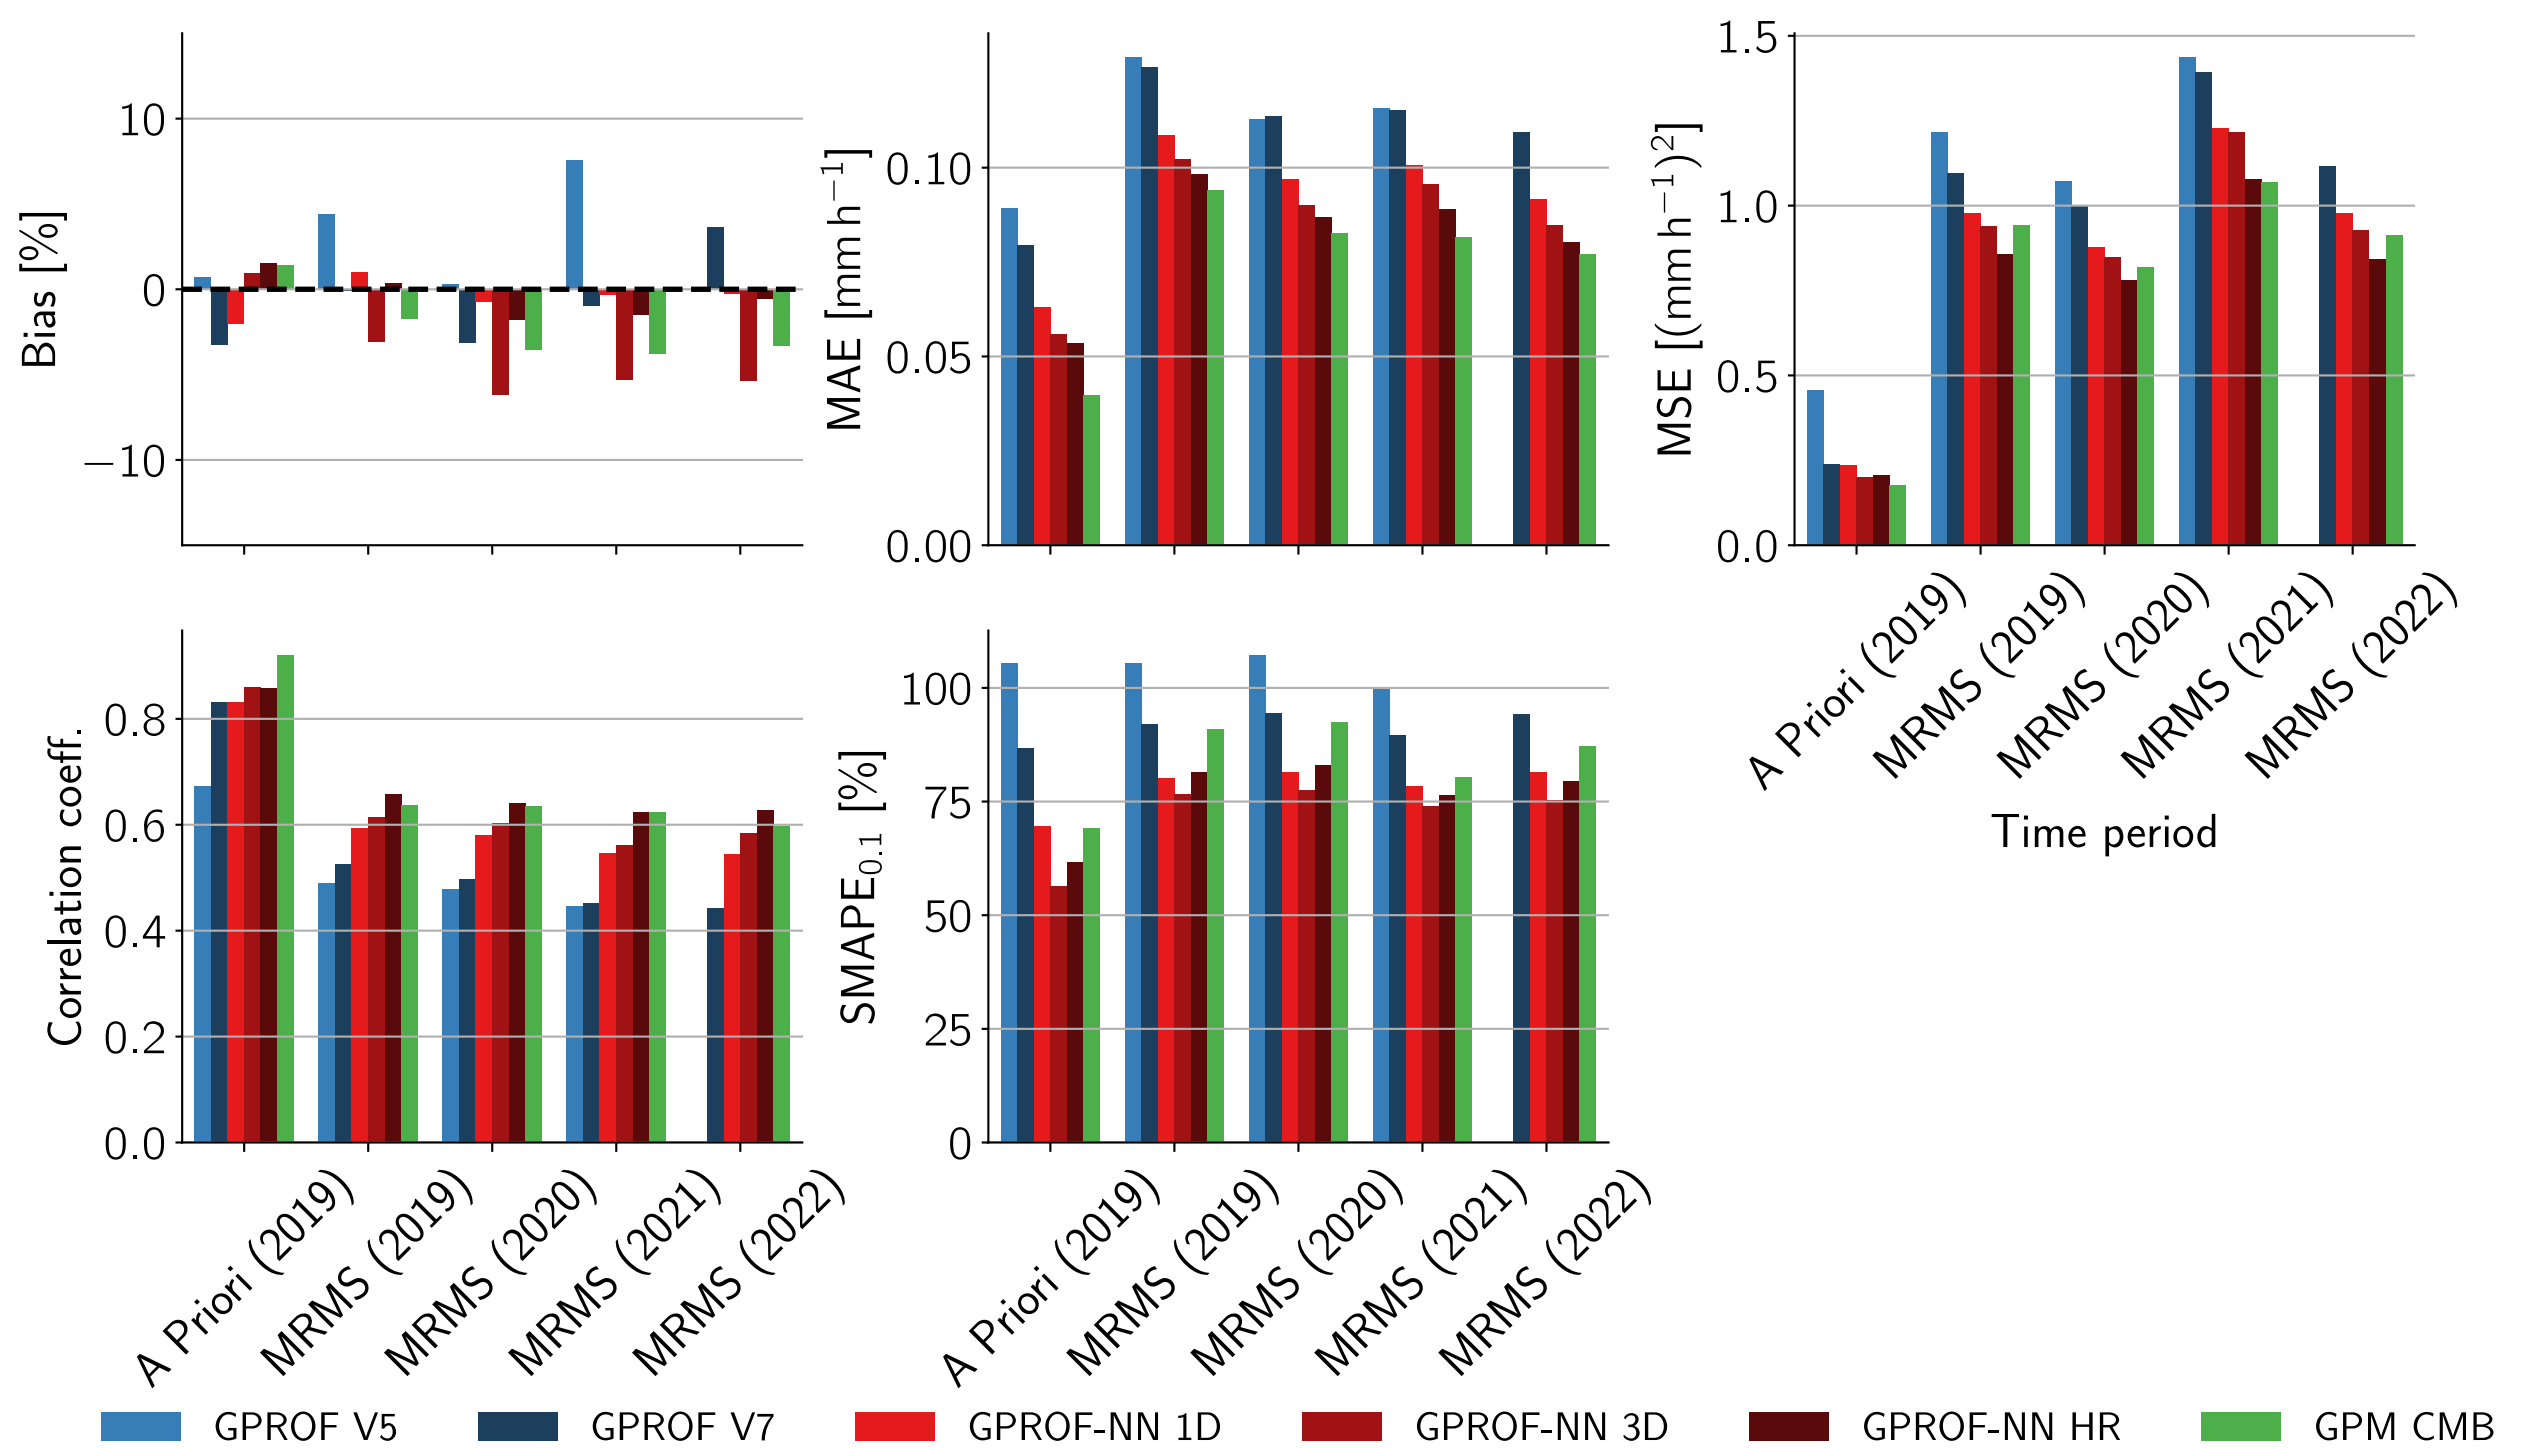 Bias [%]
10
0
−10
MAE [mm h−1]
0.10
0.05
0.00
MSE [(mm h−1)2]
1.5
1.0
0.5
0.0
A Priori (2019)
MRMS (2019)
MRMS (2020)
MRMS (2021)
MRMS (2022)
Time period
Correlation coeff.
0.8
0.6
0.4
0.2
0.0
A Priori (2019)
MRMS (2019)
MRMS (2020)
MRMS (2021)
MRMS (2022)
SMAPE0.1 [%]
100
75
50
25
0
A Priori (2019)
MRMS (2019)
MRMS (2020)
MRMS (2021)
MRMS (2022)
GPROF V5 GPROF V7 GPROF-NN 1D GPROF-NN 3D GPROF-NN HR GPM CMB